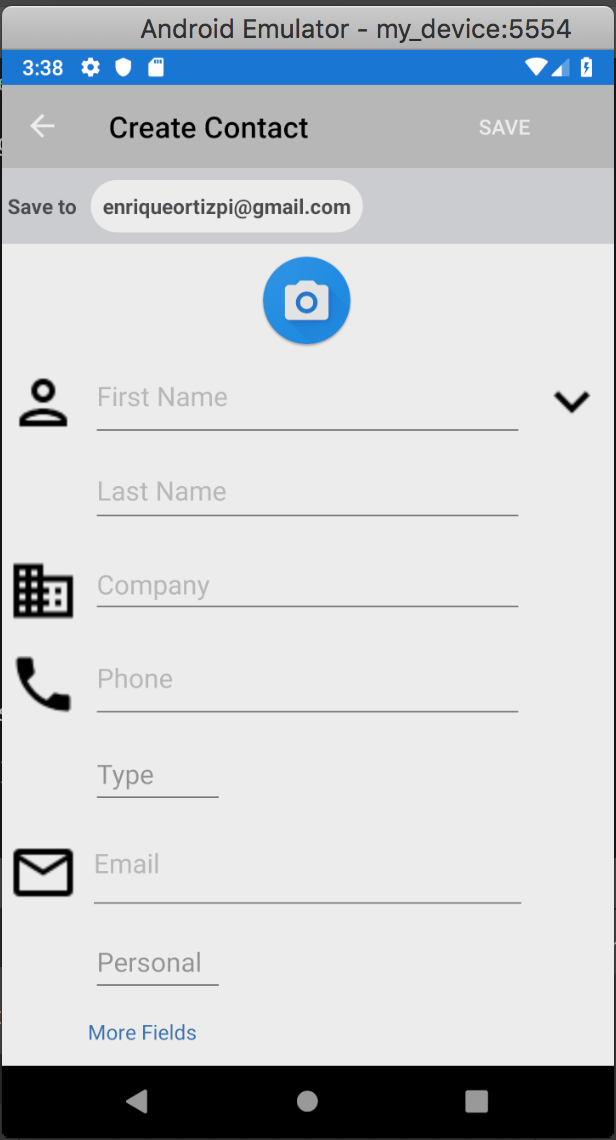 Android Emulator - my_device:5554
3:38
Create Contact SAVE
Save to enriqueortizpi@gmail.com
First Name
Last Name
Company
Phone
Type
Email
Personal
More Fields